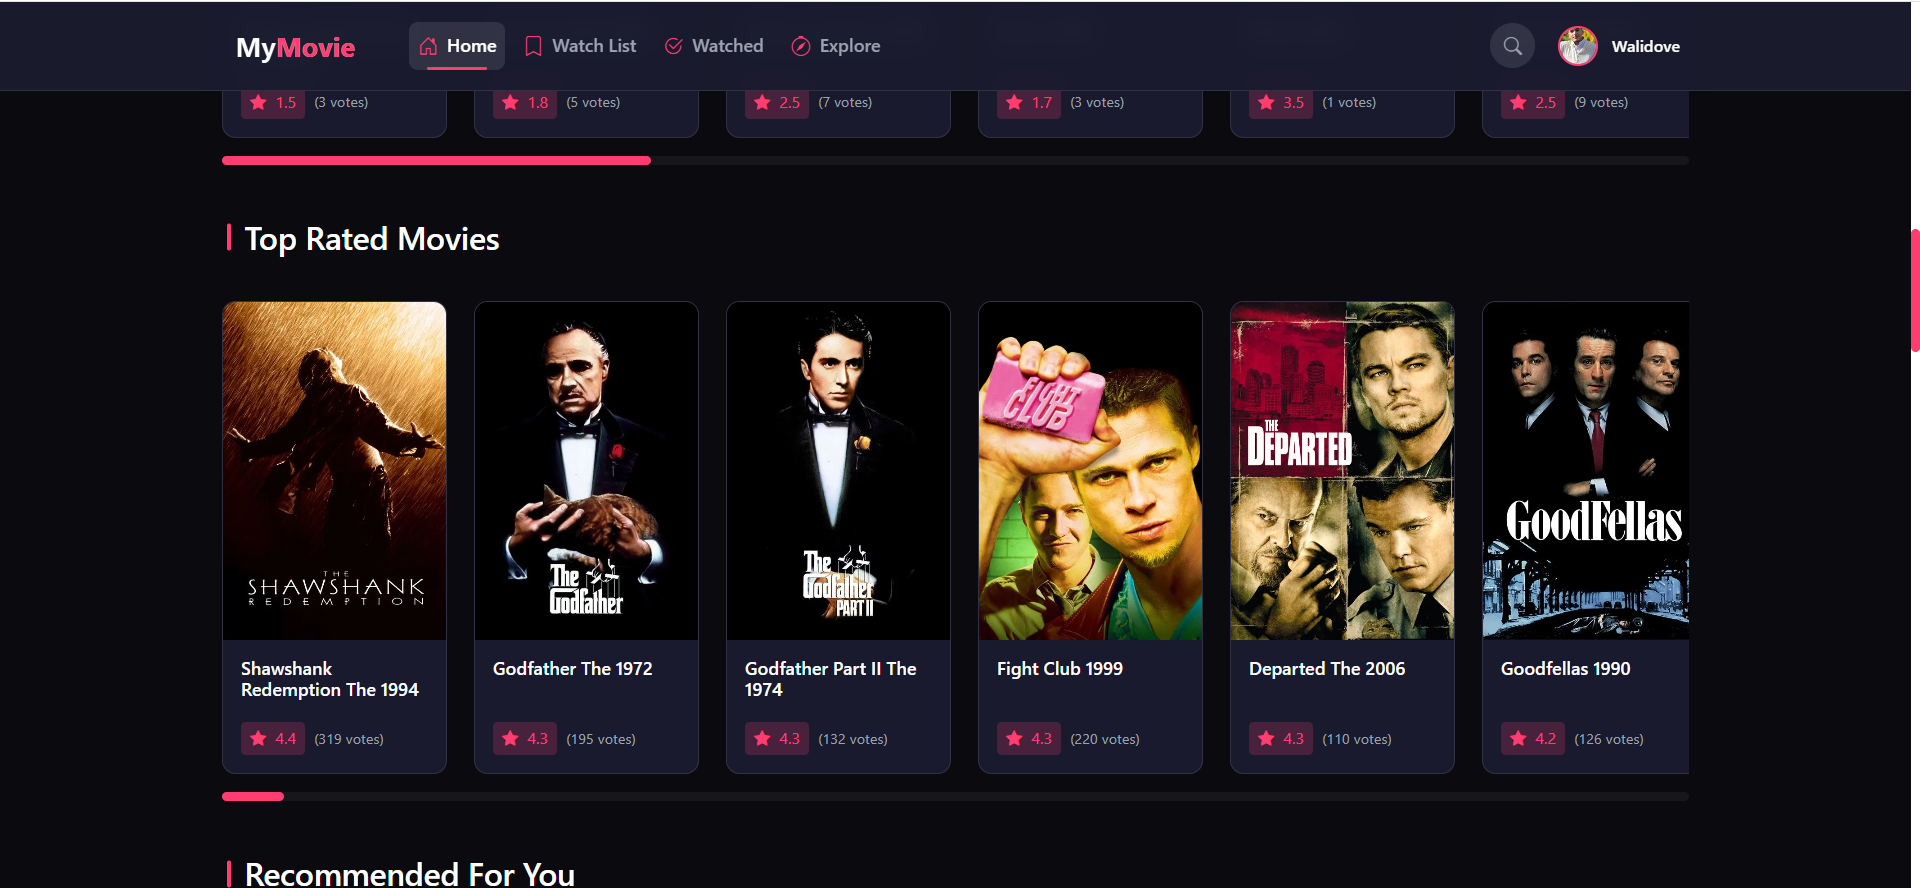 MyMovie
Home
Watch List
Watched
Explore
Walidove
1.5 (3 votes)
1.8 (5 votes)
2.5 (7 votes)
1.7 (3 votes)
3.5 (1 votes)
2.5 (9 votes)
Top Rated Movies
THE
SHAWSHANK
REDEMPTION
The
Godfather
The
Godfather
PART II
FIGHT
CLUB
THE
DEPARTED
GoodFellas
Shawshank
Redemption The 1994
4.4 (319 votes)
Godfather The 1972
4.3 (195 votes)
Godfather Part II The
1974
4.3 (132 votes)
Fight Club 1999
4.3 (220 votes)
Departed The 2006
4.3 (110 votes)
Goodfellas 1990
4.2 (126 votes)
Recommended For You